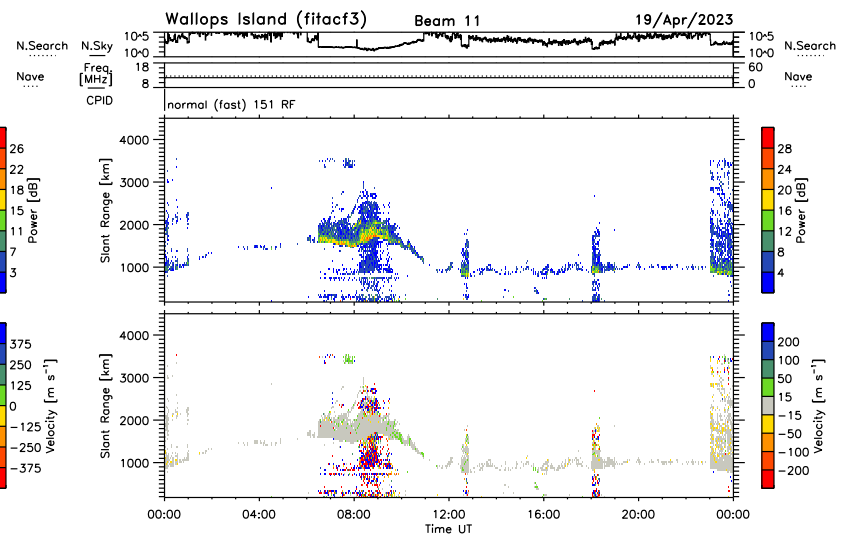 Wallops Island (fitacf3) Beam 11 19/Apr/2023
N.Search N.Sky 10^5 10^0 10^5 10^0 N.Search
Nave Freq. [MHz] 18 8 60 0 Nave
CPID normal (fast) 151 RF
26 22 18 15 11 7 3 Power [dB]
Slant Range [km] 4000 3000 2000 1000
28 24 20 16 12 8 4 Power [dB]
375 250 125 0 −125 −250 −375 Velocity [m s⁻¹]
Slant Range [km] 4000 3000 2000 1000
200 100 50 15 −15 −50 −100 −200 Velocity [m s⁻¹]
00:00 04:00 08:00 12:00 16:00 20:00 00:00
Time UT